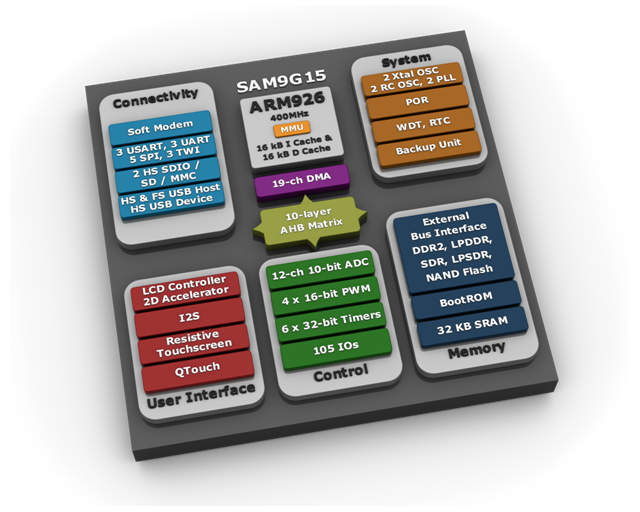 SAM9G15
Connectivity
Soft Modem
3 USART, 3 UART
5 SPI, 3 TWI
2 HS SDIO /
SD / MMC
HS & FS USB Host
HS USB Device
ARM926
400MHz
MMU
16 kB I Cache &
16 kB D Cache
19-ch DMA
10-layer
AHB Matrix
System
2 Xtal OSC
2 RC OSC, 2 PLL
POR
WDT, RTC
Backup Unit
LCD Controller
2D Accelerator
I2S
Resistive
Touchscreen
QTouch
User Interface
12-ch 10-bit ADC
4 x 16-bit PWM
6 x 32-bit Timers
105 IOs
Control
External
Bus Interface
DDR2, LPDDR,
SDR, LPSDR,
NAND Flash
BootROM
32 KB SRAM
Memory